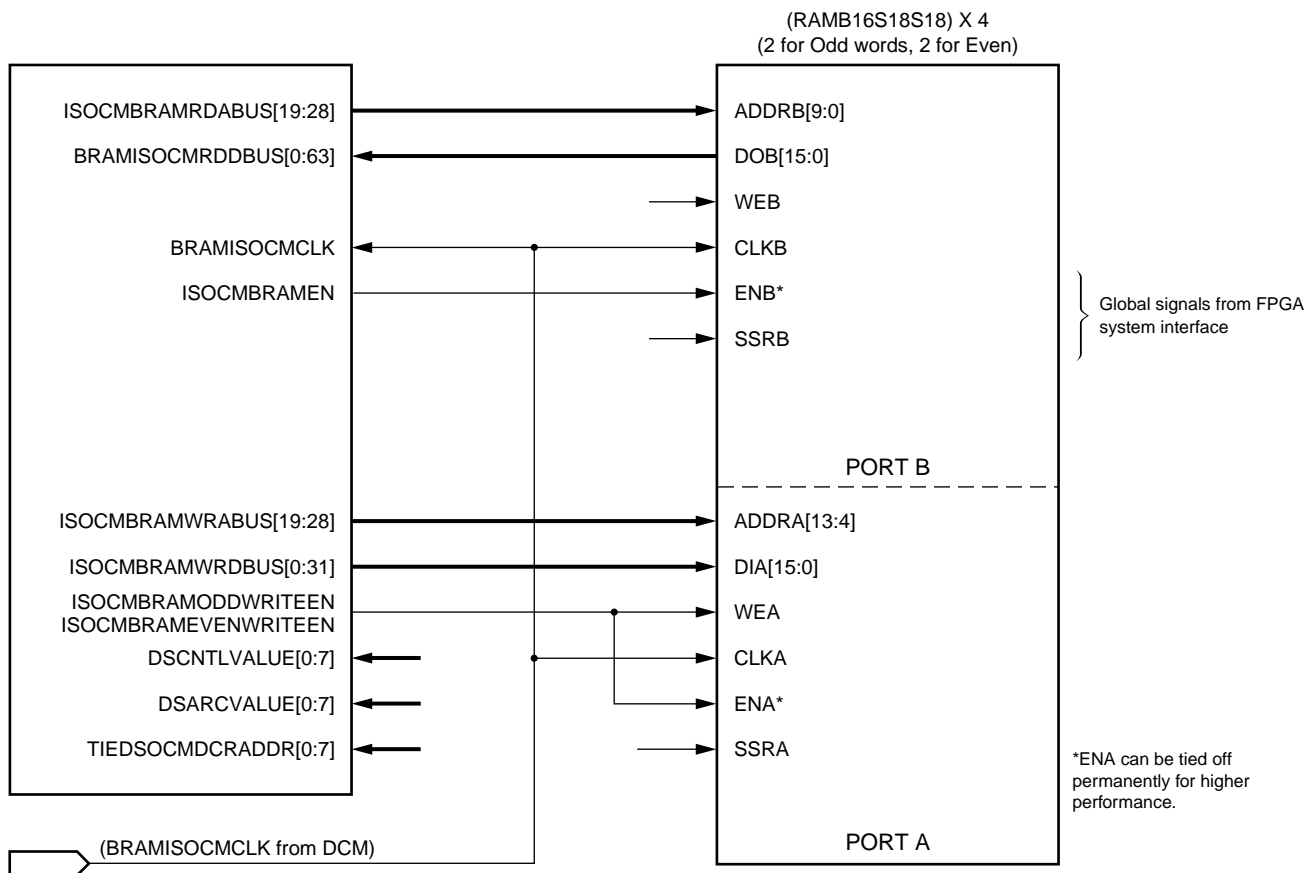 (RAMB16S18S18) X 4
(2 for Odd words, 2 for Even)
ISOCMBRAMRDABUS[19:28]
BRAMISOCMRDDBUS[0:63]
BRAMISOCMCLK
ISOCMBRAMEN
ISOCMBRAMWRABUS[19:28]
ISOCMBRAMWRDBUS[0:31]
ISOCMBRAMODDWRITEEN
ISOCMBRAMEVENWRITEEN
DSCNTLVALUE[0:7]
DSARCVALUE[0:7]
TIEDSOCMDCRADDR[0:7]
(BRAMISOCMCLK from DCM)
ADDRB[9:0]
DOB[15:0]
WEB
CLKB
ENB*
SSRB
PORT B
ADDRA[13:4]
DIA[15:0]
WEA
CLKA
ENA*
SSRA
PORT A
Global signals from FPGA
system interface
*ENA can be tied off
permanently for higher
performance.